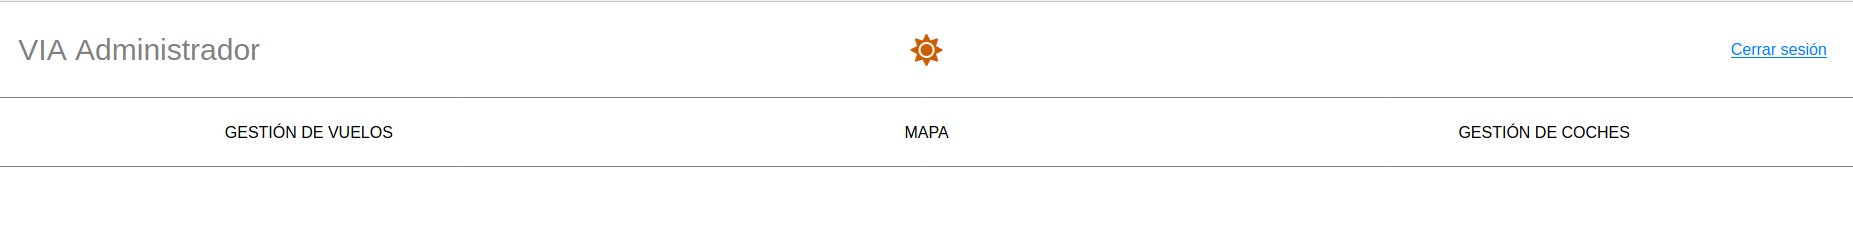 VIA Administrador
Cerrar sesión
GESTIÓN DE VUELOS
MAPA
GESTIÓN DE COCHES